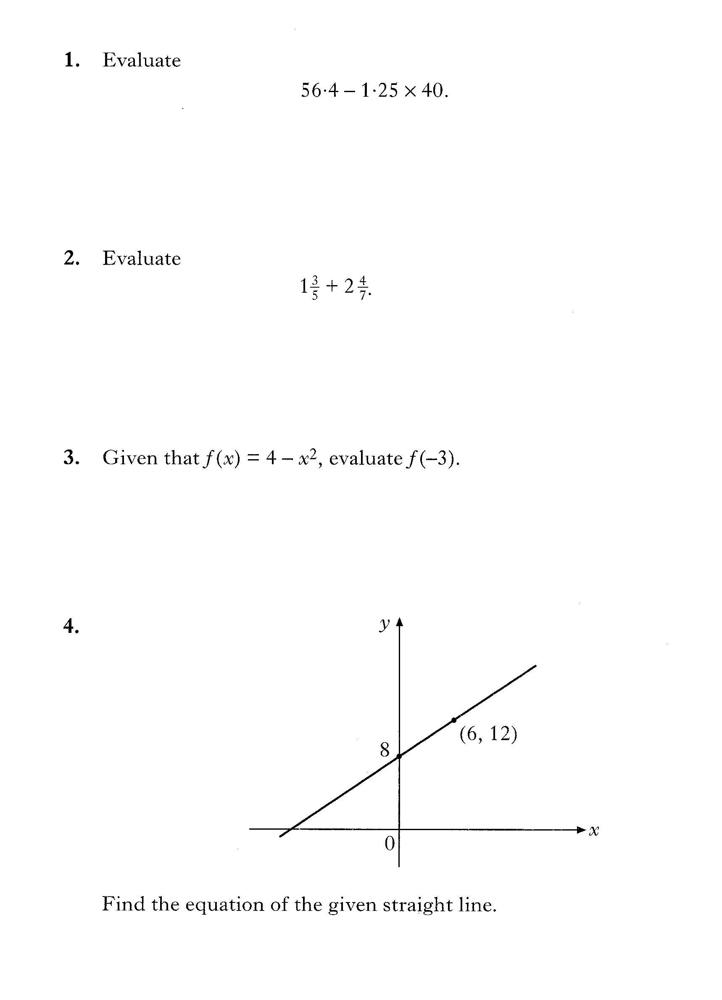 1. Evaluate
56·4 – 1·25 × 40.
2. Evaluate
1 3/5 + 2 4/7.
3. Given that f(x) = 4 – x², evaluate f(–3).
4.
y
(6, 12)
8
x
0
Find the equation of the given straight line.